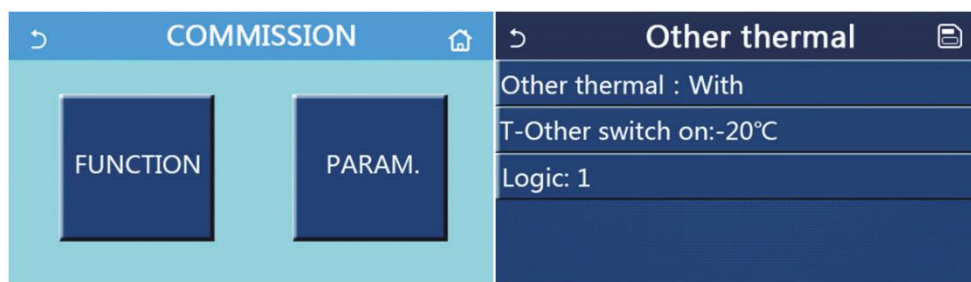 COMMISSION
FUNCTION
PARAM.
Other thermal
Other thermal : With
T-Other switch on:-20℃
Logic: 1